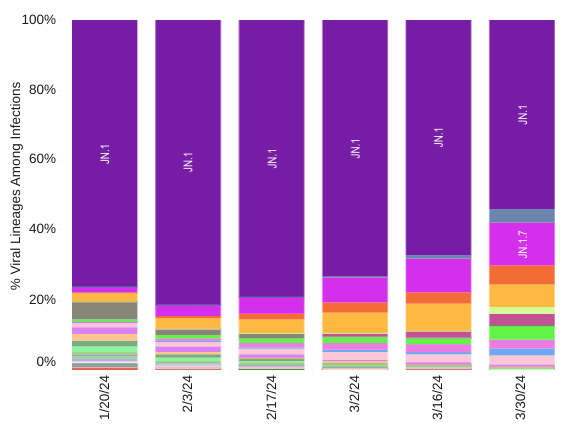 100%
80%
60%
40%
20%
0%
% Viral Lineages Among Infections
JN.1
JN.1
JN.1
JN.1
JN.1
JN.1
JN.1.7
1/20/24
2/3/24
2/17/24
3/2/24
3/16/24
3/30/24